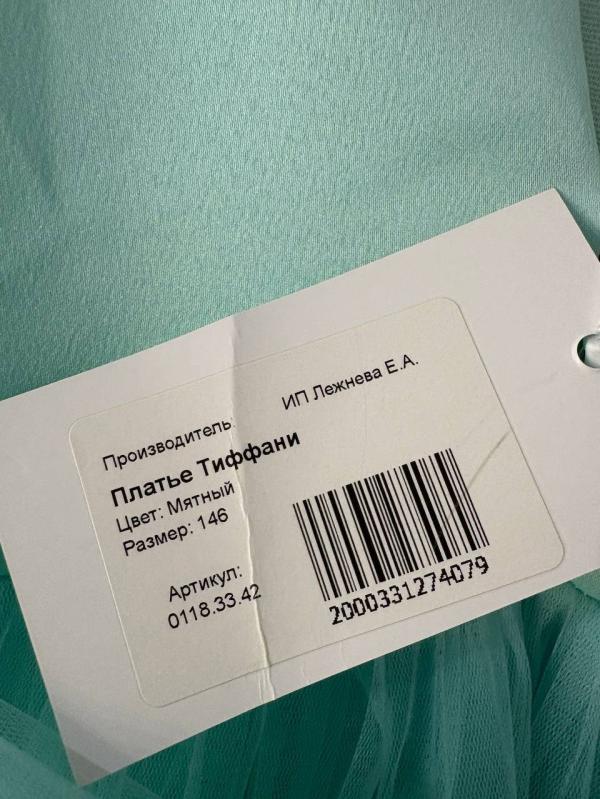 Производитель: ИП Лежнева Е.А.
Платье Тиффани
Цвет: Мятный
Размер: 146
Артикул:
0118.33.42
2000331274079